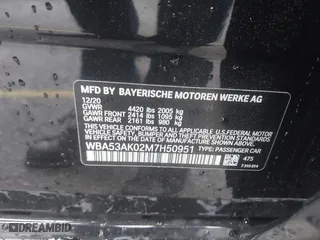 MFD BY BAYERISCHE MOTOREN WERKE AG
12/20
GVWR 4420 lbs 2005 kg
GAWR FRONT 2414 lbs 1095 kg
GAWR REAR 2161 lbs 980 kg
THIS VEHICLE CONFORMS TO ALL APPLICABLE
U.S. FEDERAL MOTOR VEHICLE SAFETY,
BUMPER, AND THEFT PREVENTION STANDARDS
IN EFFECT ON THE DATE OF MANUFACTURE SHOWN ABOVE.
WBA53AK02M7H50951 TYPE: PASSENGER CAR
475
DREAMBID